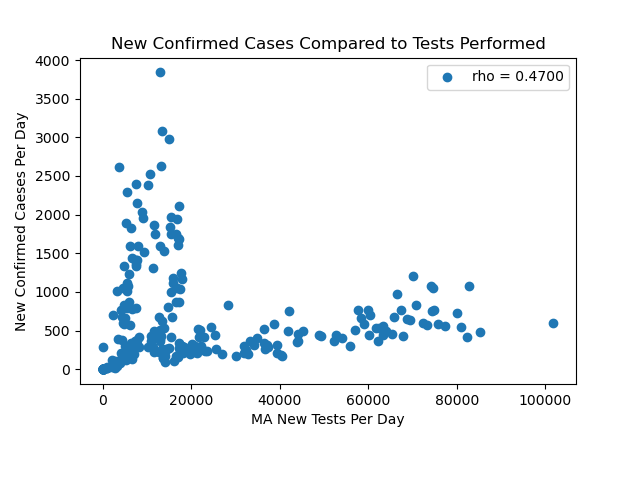 New Confirmed Cases Compared to Tests Performed
rho = 0.4700
4000
3500
3000
2500
2000
1500
1000
500
0
New Confirmed Caeses Per Day
0 20000 40000 60000 80000 100000
MA New Tests Per Day